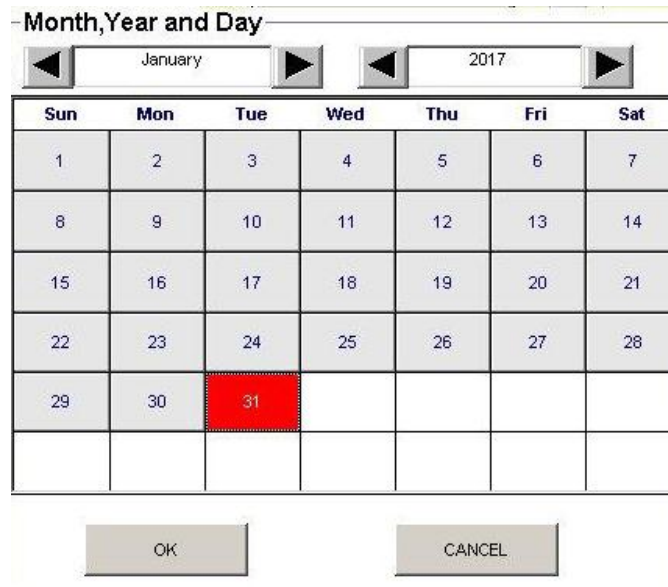 Month,Year and Day
January 2017
Sun Mon Tue Wed Thu Fri Sat
1 2 3 4 5 6 7
8 9 10 11 12 13 14
15 16 17 18 19 20 21
22 23 24 25 26 27 28
29 30 31
OK CANCEL